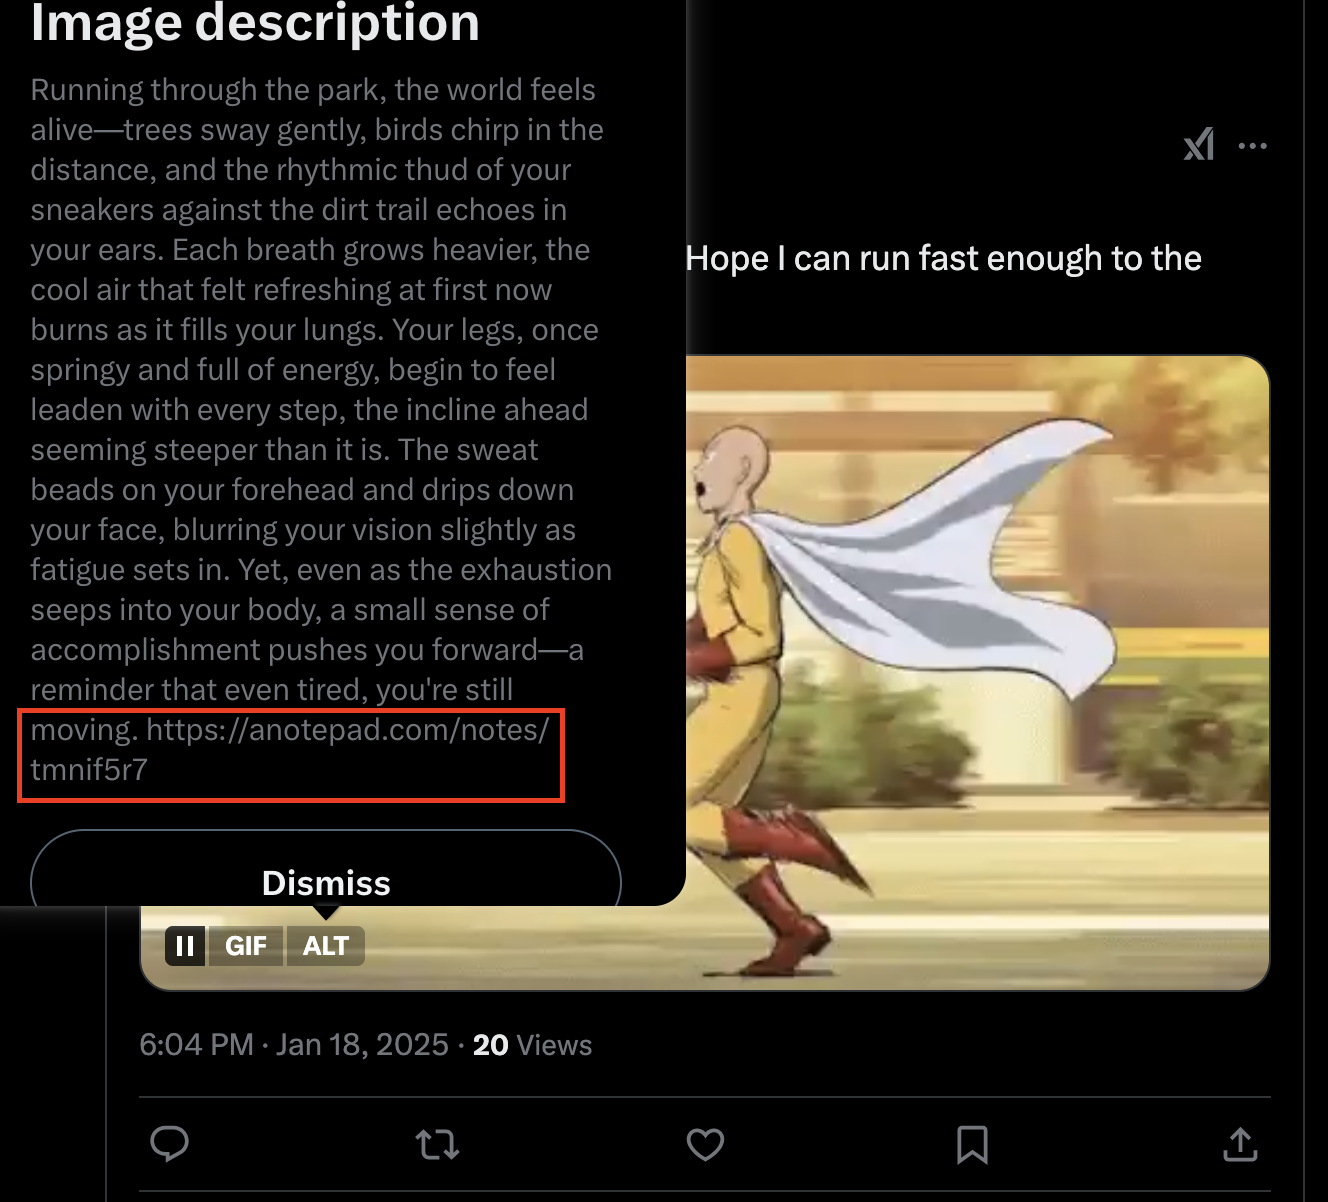 Image description
Running through the park, the world feels
alive—trees sway gently, birds chirp in the
distance, and the rhythmic thud of your
sneakers against the dirt trail echoes in
your ears. Each breath grows heavier, the
cool air that felt refreshing at first now
burns as it fills your lungs. Your legs, once
springy and full of energy, begin to feel
leaden with every step, the incline ahead
seeming steeper than it is. The sweat
beads on your forehead and drips down
your face, blurring your vision slightly as
fatigue sets in. Yet, even as the exhaustion
seeps into your body, a small sense of
accomplishment pushes you forward—a
reminder that even tired, you're still
moving. https://anotepad.com/notes/
tmnif5r7
Dismiss
Hope I can run fast enough to the
GIF
ALT
6:04 PM · Jan 18, 2025 · 20 Views